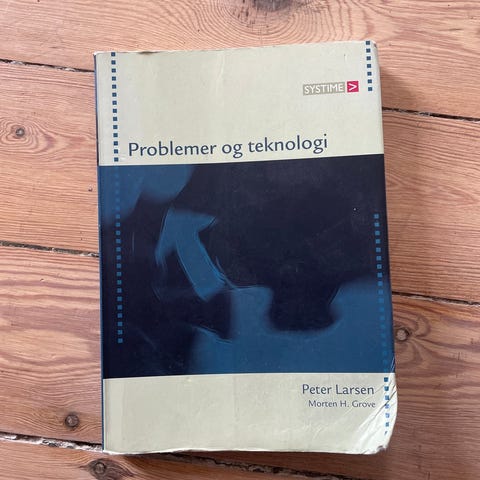 SYSTIME >
Problemer og teknologi
Peter Larsen
Morten H. Grove